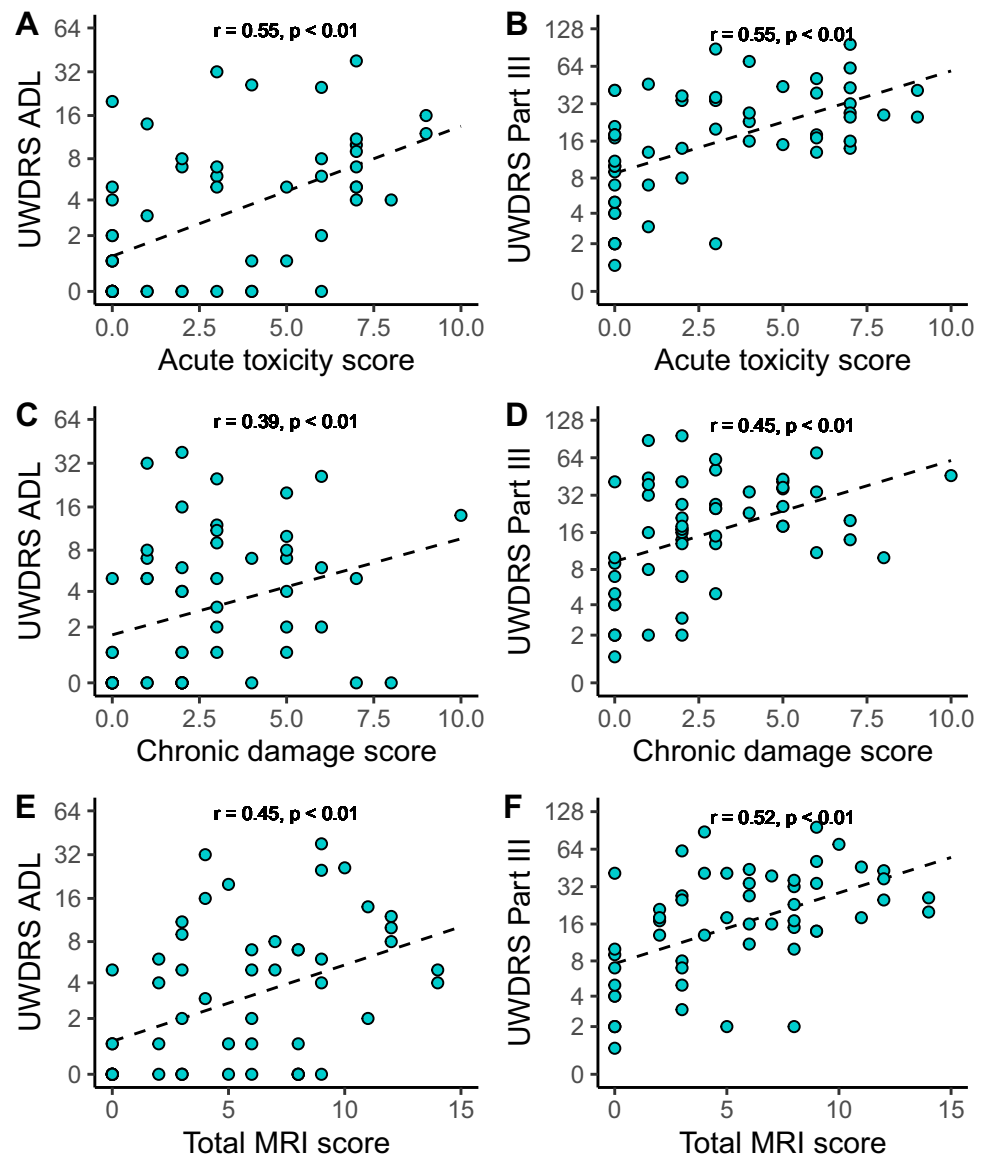 A
r = 0.55, p < 0.01
UWDRS ADL
64
32
16
8
4
2
0
0.0 2.5 5.0 7.5 10.0
Acute toxicity score
B
r = 0.55, p < 0.01
UWDRS Part III
128
64
32
16
8
4
2
0
0.0 2.5 5.0 7.5 10.0
Acute toxicity score
C
r = 0.39, p < 0.01
UWDRS ADL
64
32
16
8
4
2
0
0.0 2.5 5.0 7.5 10.0
Chronic damage score
D
r = 0.45, p < 0.01
UWDRS Part III
128
64
32
16
8
4
2
0
0.0 2.5 5.0 7.5 10.0
Chronic damage score
E
r = 0.45, p < 0.01
UWDRS ADL
64
32
16
8
4
2
0
0 5 10 15
Total MRI score
F
r = 0.52, p < 0.01
UWDRS Part III
128
64
32
16
8
4
2
0
0 5 10 15
Total MRI score